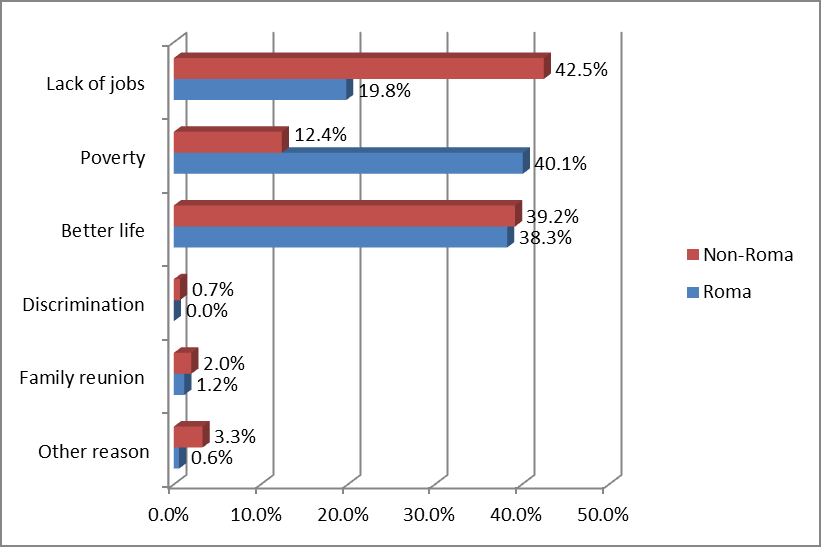 Lack of jobs
42.5%
19.8%
Poverty
12.4%
40.1%
Better life
39.2%
38.3%
Discrimination
0.7%
0.0%
Family reunion
2.0%
1.2%
Other reason
3.3%
0.6%
0.0% 10.0% 20.0% 30.0% 40.0% 50.0%
Non-Roma
Roma